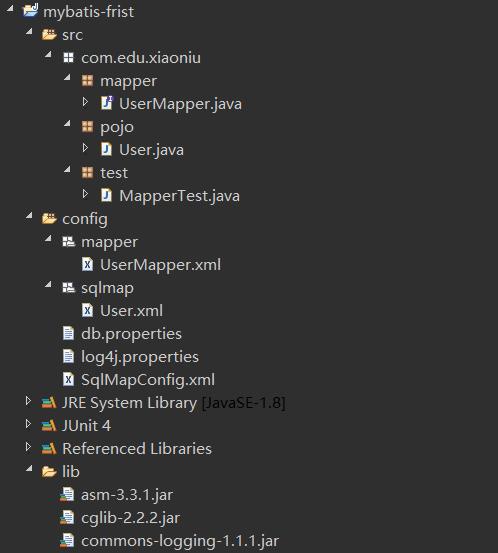 mybatis-frist
src
com.edu.xiaoniu
mapper
UserMapper.java
pojo
User.java
test
MapperTest.java
config
mapper
UserMapper.xml
sqlmap
User.xml
db.properties
log4j.properties
SqlMapConfig.xml
JRE System Library [JavaSE-1.8]
JUnit 4
Referenced Libraries
lib
asm-3.3.1.jar
cglib-2.2.2.jar
commons-logging-1.1.1.jar